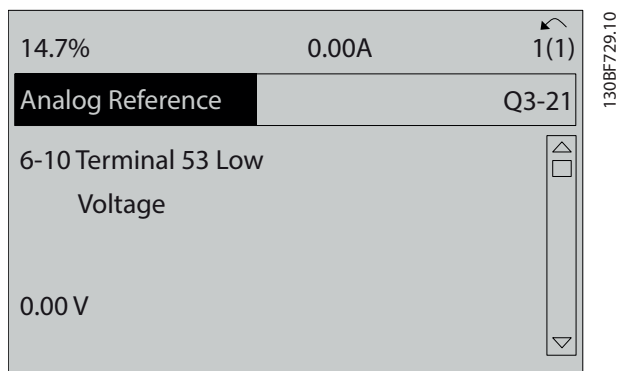 14.7% 0.00A 1(1)
Analog Reference Q3-21
6-10 Terminal 53 Low
Voltage
0.00 V
130BF729.10